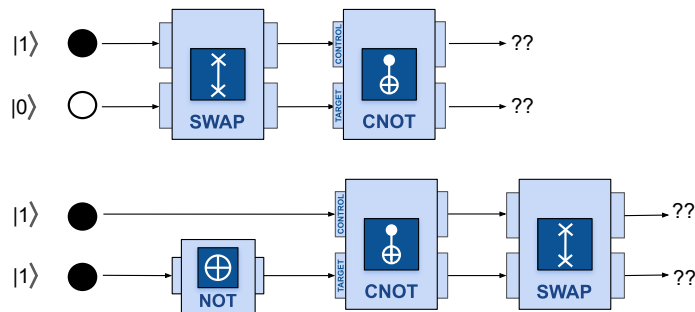 |1⟩ CONTROL ??
|0⟩ SWAP TARGET CNOT ??
|1⟩ CONTROL ??
|1⟩ NOT TARGET CNOT SWAP ??